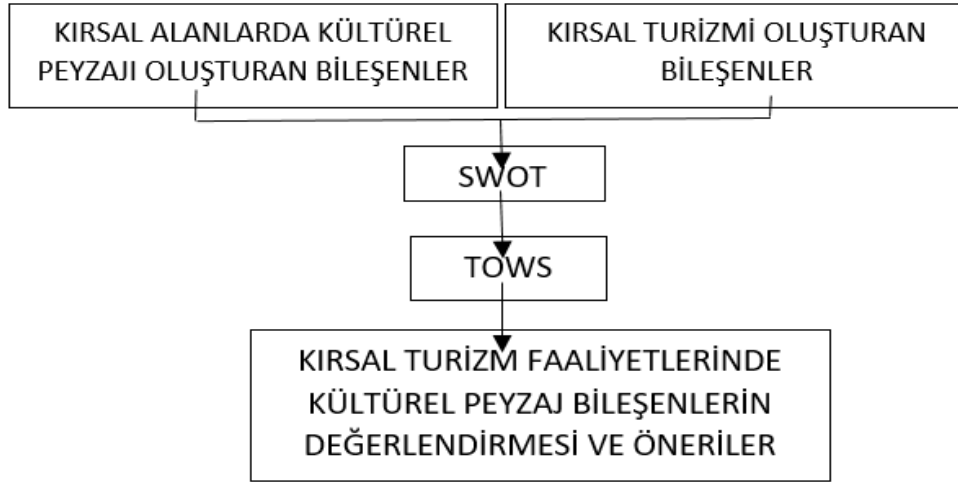 KIRSAL ALANLARDA KÜLTÜREL
PEYZAJI OLUŞTURAN BİLEŞENLER
KIRSAL TURİZMİ OLUŞTURAN
BİLEŞENLER
SWOT
TOWS
KIRSAL TURİZM FAALİYETLERİNDE
KÜLTÜREL PEYZAJ BİLEŞENLERİN
DEĞERLENDİRMESİ VE ÖNERİLER